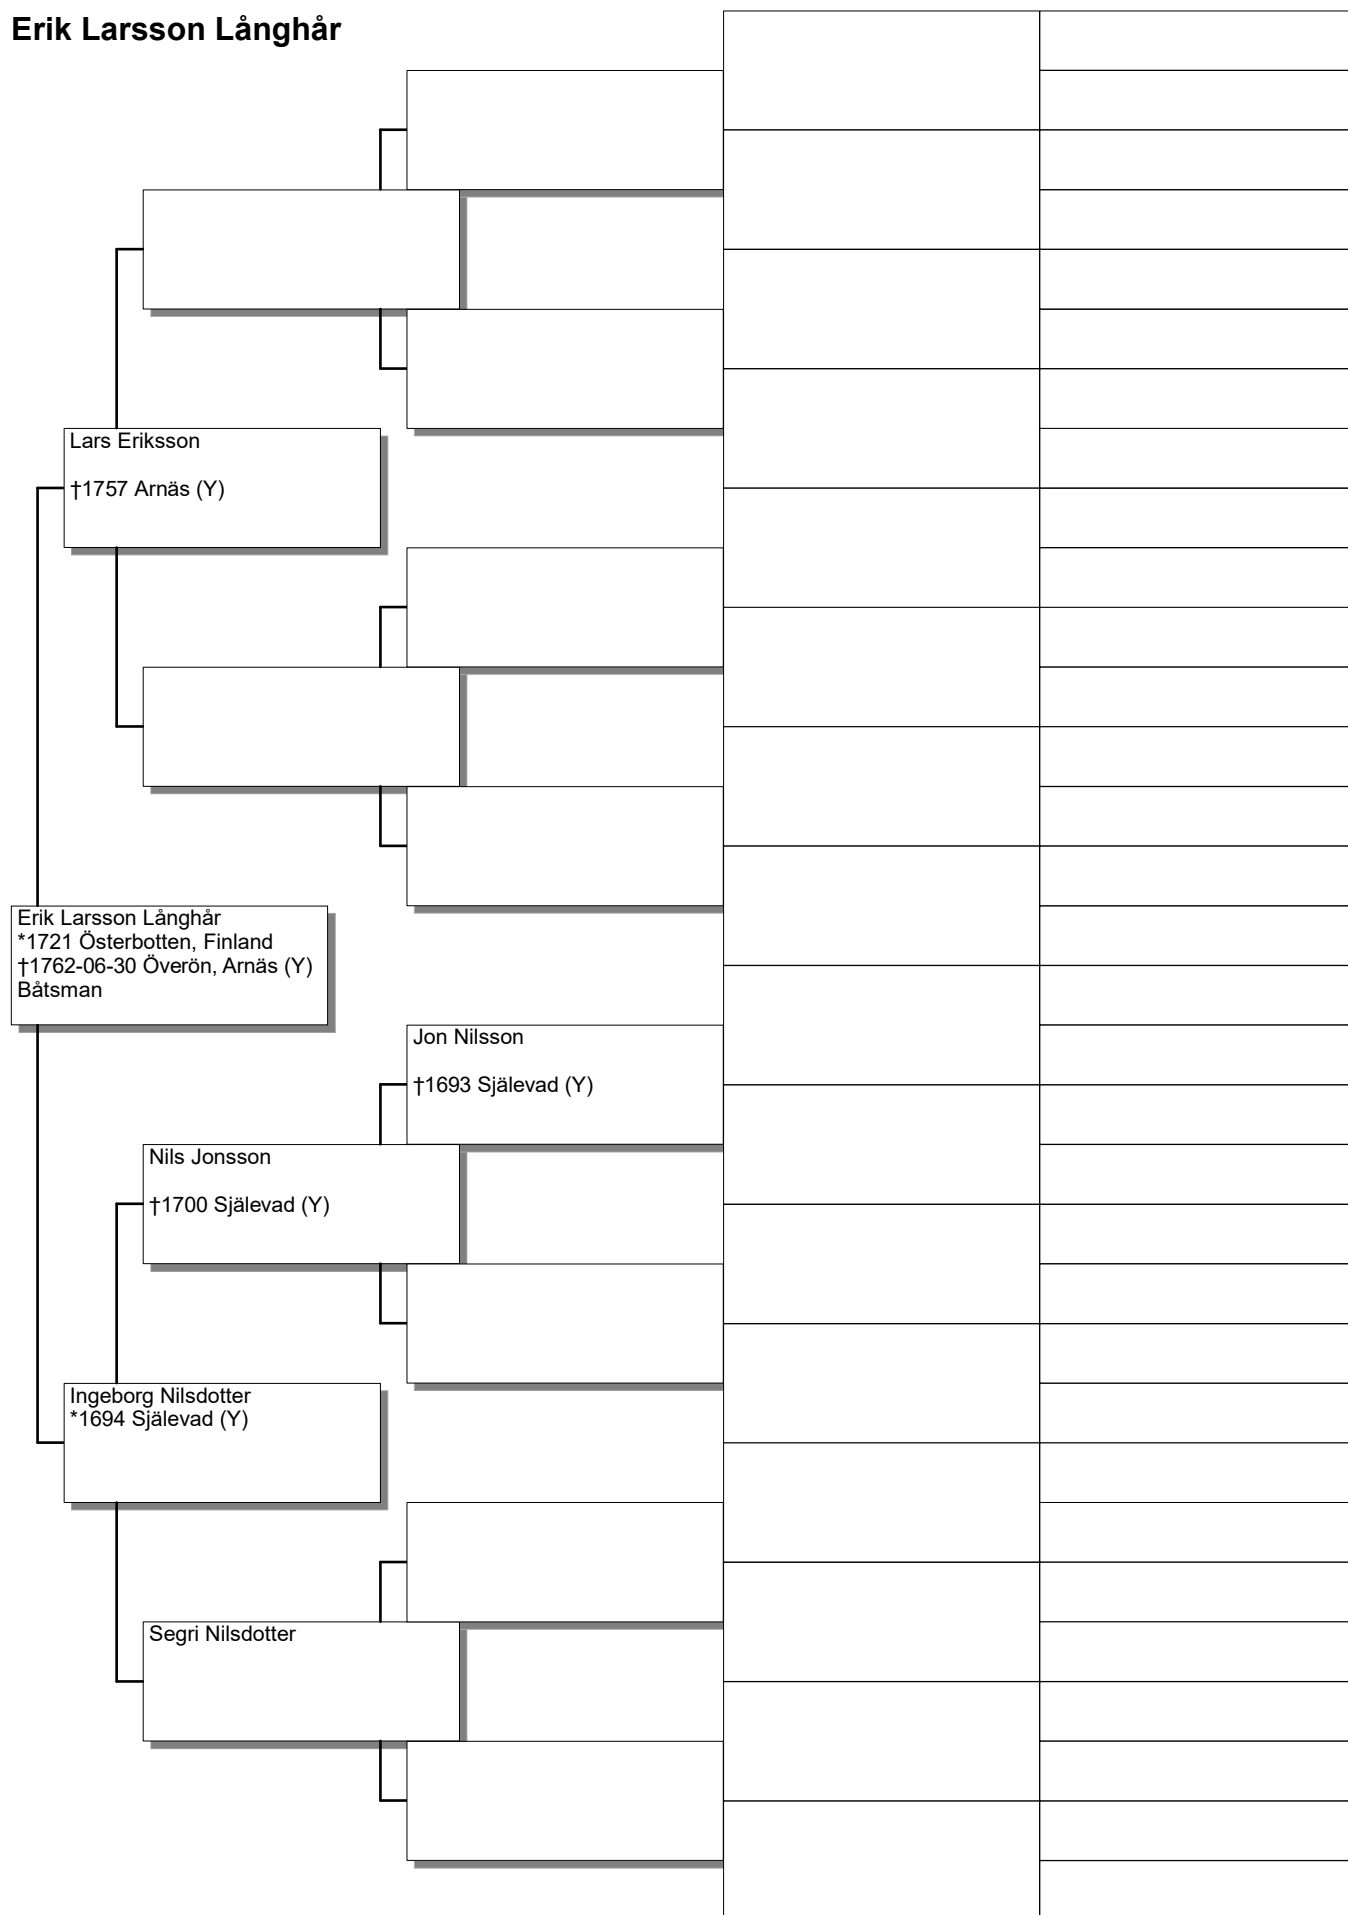 Erik Larsson Långhår
Lars Eriksson
†1757 Arnäs (Y)
Erik Larsson Långhår
*1721 Österbotten, Finland
†1762-06-30 Överön, Arnäs (Y)
Båtsman
Jon Nilsson
†1693 Själevad (Y)
Nils Jonsson
†1700 Själevad (Y)
Ingeborg Nilsdotter
*1694 Själevad (Y)
Segri Nilsdotter